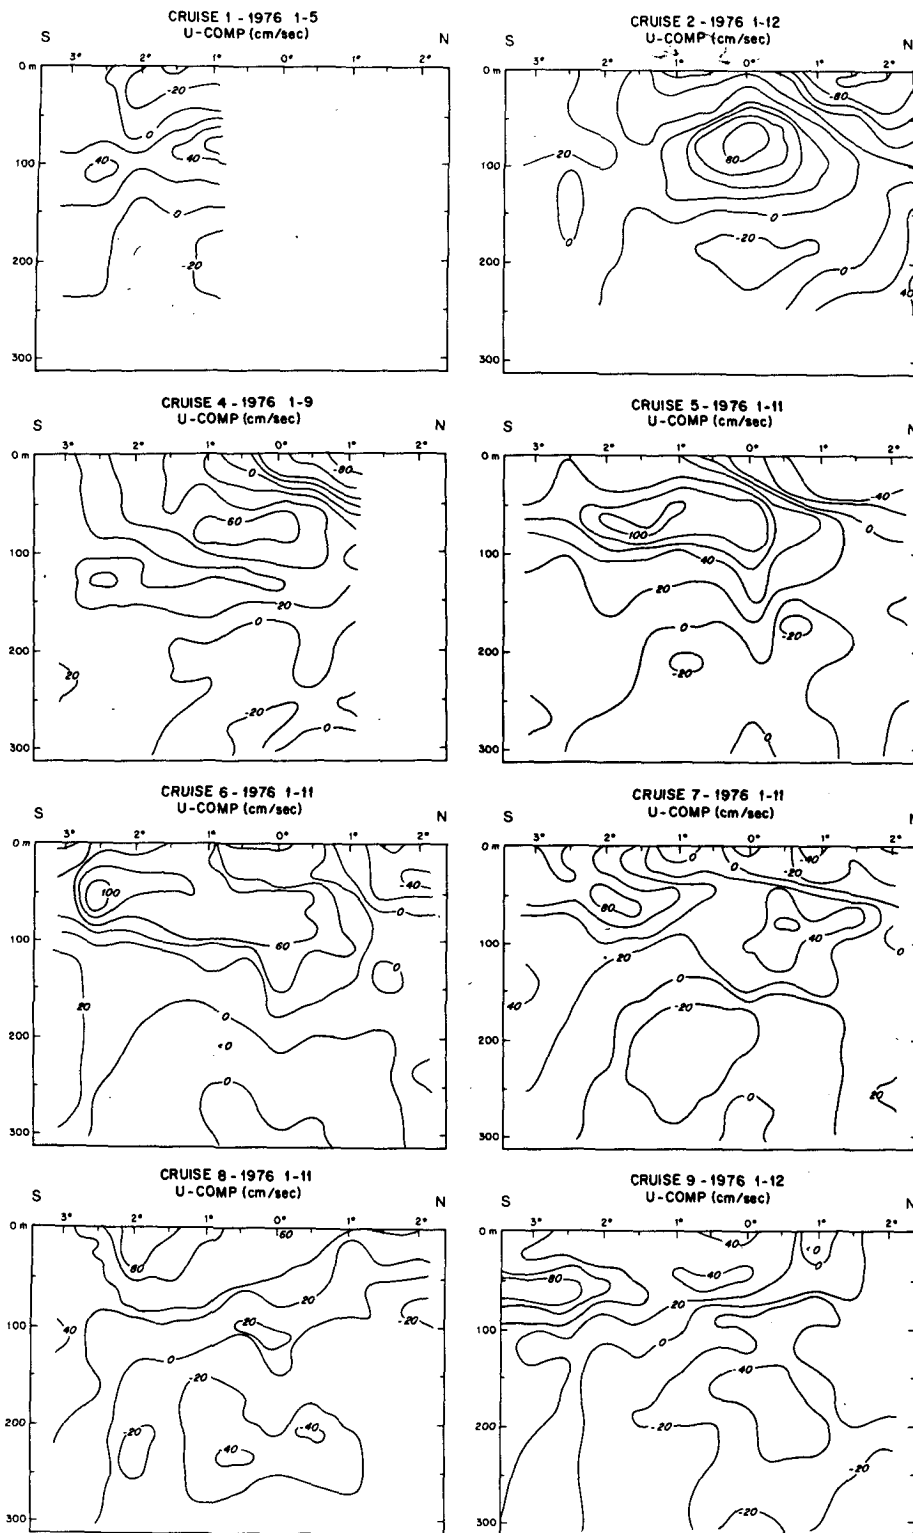 CRUISE 1 - 1976 1-5
U-COMP (cm/sec)
S N
3° 2° 1° 0° 1° 2°
0 m
100
200
300
-20
0
40
40
0
-20
CRUISE 2 - 1976 1-12
U-COMP (cm/sec)
S N
3° 2° 1° 0° 1° 2°
0 m
100
200
300
-80
20
80
0
0
-20
0
40
CRUISE 4 - 1976 1-9
U-COMP (cm/sec)
S N
3° 2° 1° 0° 1° 2°
0 m
100
200
300
0
-80
60
20
0
20
-20
0
CRUISE 5 - 1976 1-11
U-COMP (cm/sec)
S N
3° 2° 1° 0° 1° 2°
0 m
100
200
300
-40
100
0
40
20
0
-20
-20
0
CRUISE 6 - 1976 1-11
U-COMP (cm/sec)
S N
3° 2° 1° 0° 1° 2°
0 m
100
200
300
100
-40
0
60
0
20
0
<0
0
CRUISE 7 - 1976 1-11
U-COMP (cm/sec)
S N
3° 2° 1° 0° 1° 2°
0 m
100
200
300
0
0
-40
-20
80
40
0
20
0
-20
40
20
0
CRUISE 8 - 1976 1-11
U-COMP (cm/sec)
S N
3° 2° 1° 0° 1° 2°
0 m
100
200
300
60
80
20
0
-20
40
20
0
-20
-20
-40
-40
CRUISE 9 - 1976 1-12
U-COMP (cm/sec)
S N
3° 2° 1° 0° 1° 2°
0 m
100
200
300
40
<0
0
80
40
20
0
-40
-20
-20
-20